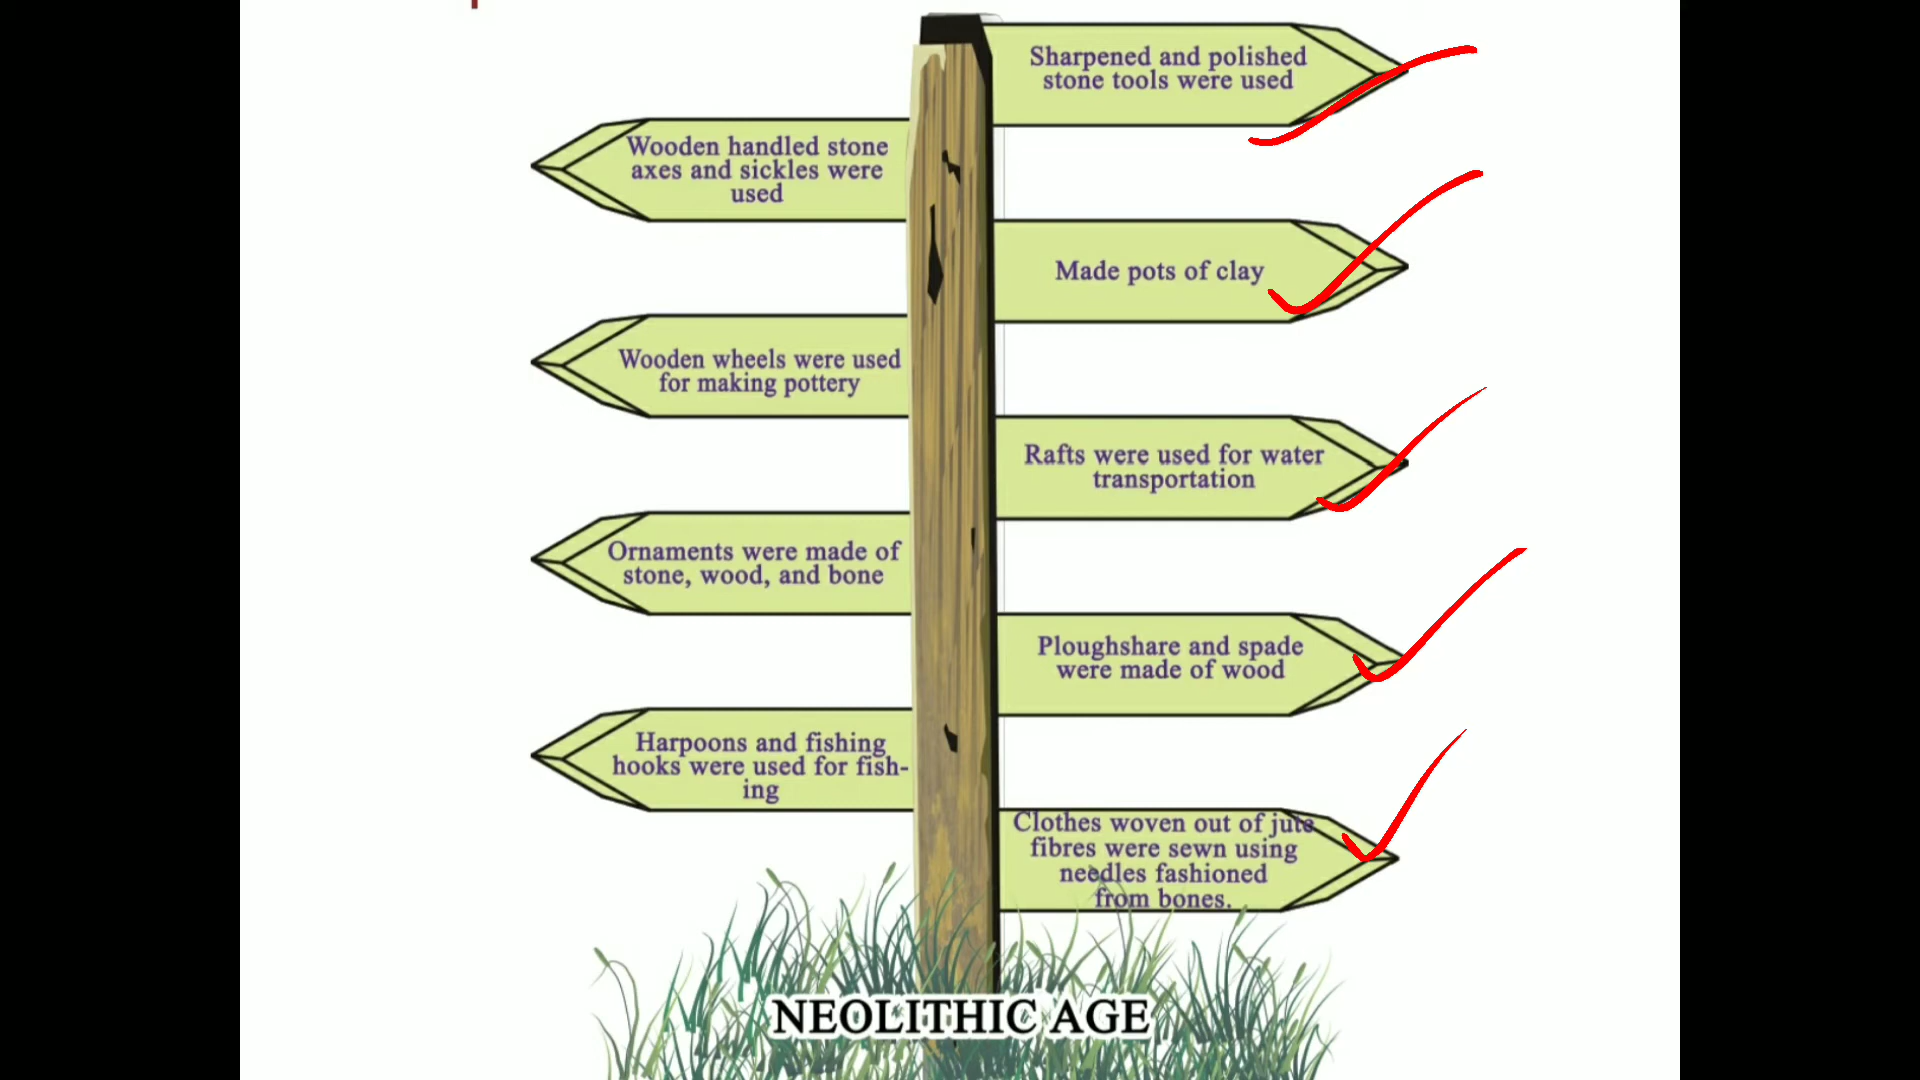 Sharpened and polished
stone tools were used
Wooden handled stone
axes and sickles were
used
Made pots of clay
Wooden wheels were used
for making pottery
Rafts were used for water
transportation
Ornaments were made of
stone, wood, and bone
Ploughshare and spade
were made of wood
Harpoons and fishing
hooks were used for fish-
ing
Clothes woven out of jute
fibres were sewn using
needles fashioned
from bones.
NEOLITHIC AGE